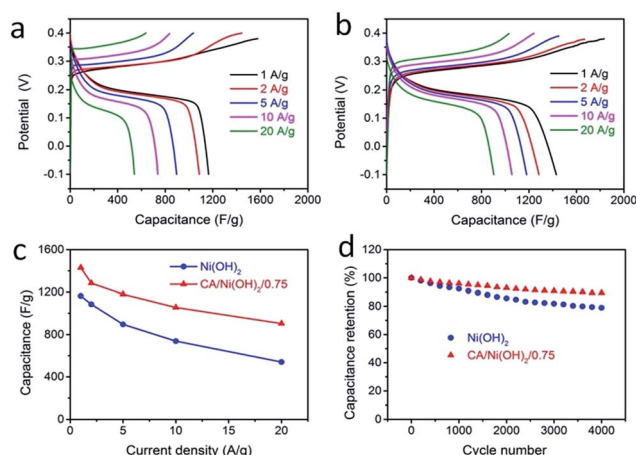 a
0.4
0.3
0.2
0.1
0.0
-0.1
Potential (V)
1 A/g
2 A/g
5 A/g
10 A/g
20 A/g
0 400 800 1200 1600 2000
Capacitance (F/g)
b
0.4
0.3
0.2
0.1
0.0
-0.1
Potential (V)
1 A/g
2 A/g
5 A/g
10 A/g
20 A/g
0 400 800 1200 1600 2000
Capacitance (F/g)
c
1600
1200
800
400
0
Capacitance (F/g)
Ni(OH)₂
CA/Ni(OH)₂/0.75
0 5 10 15 20
Current density (A/g)
d
120
100
80
60
40
20
0
Capacitance retention (%)
Ni(OH)₂
CA/Ni(OH)₂/0.75
0 1000 2000 3000 4000
Cycle number